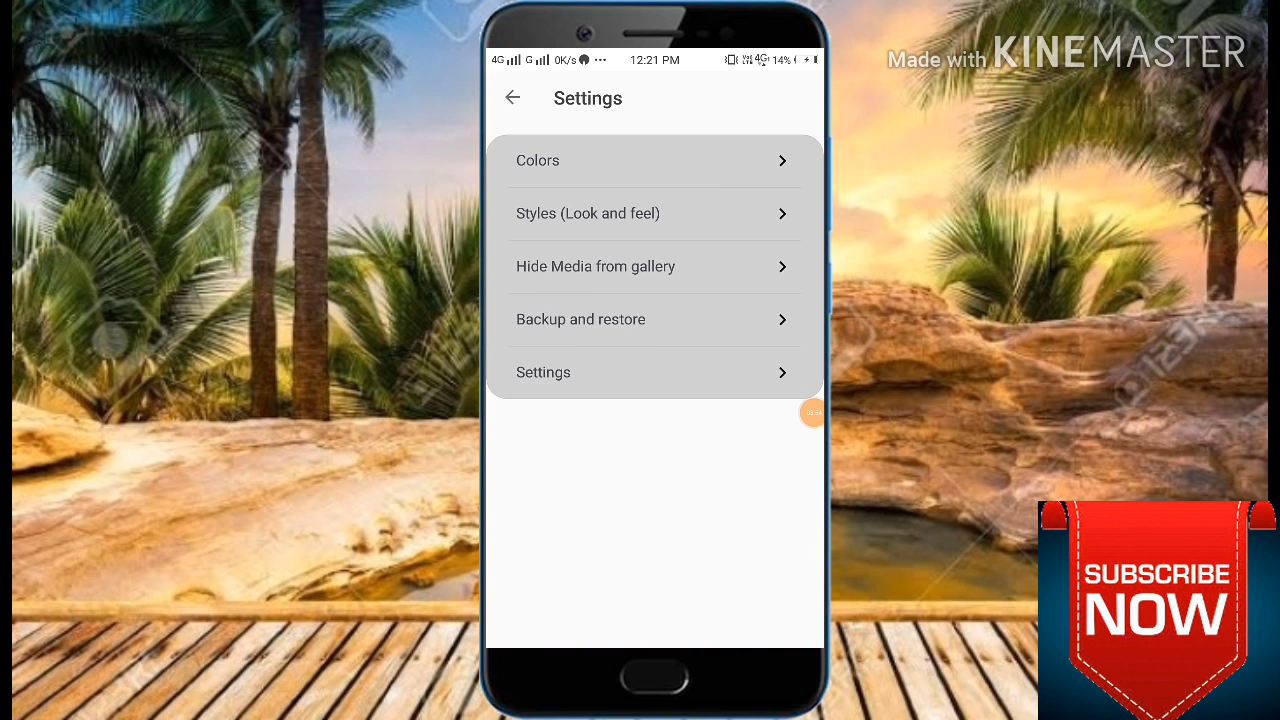 Made with KINEMASTER
4G G 0K/s ... 12:21 PM 4G 14%
← Settings
Colors
Styles (Look and feel)
Hide Media from gallery
Backup and restore
Settings
SUBSCRIBE
NOW